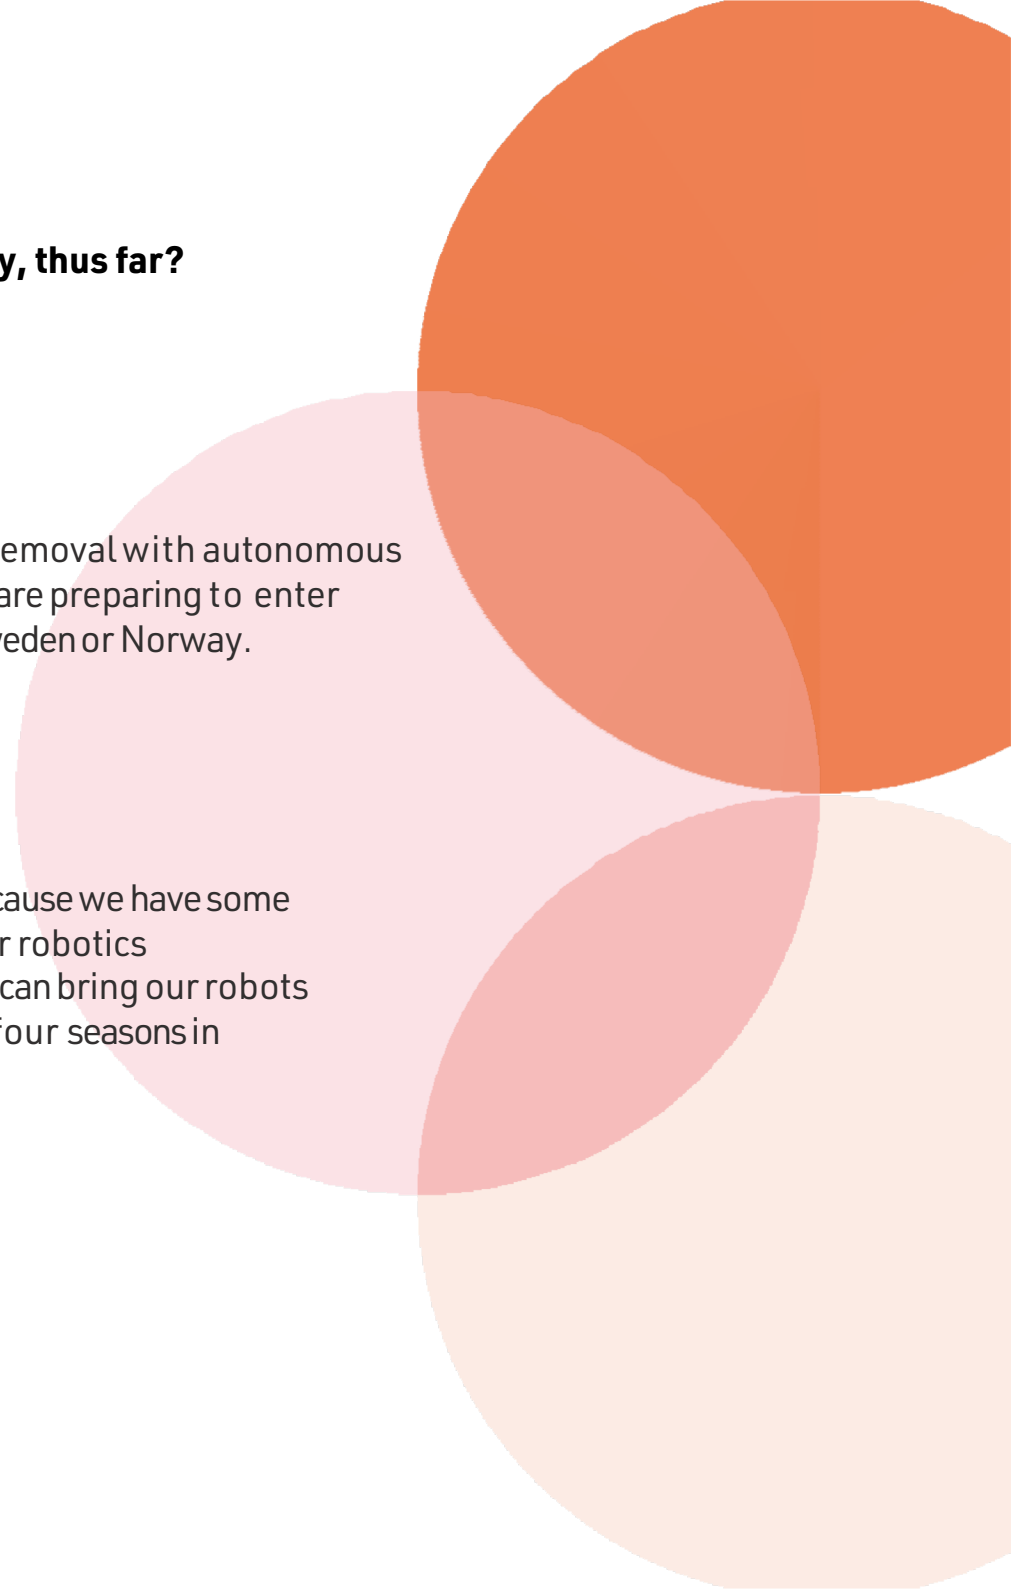 y, thus far?
emoval with autonomous
are preparing to enter
eden or Norway.
cause we have some
r robotics
can bring our robots
four seasons in